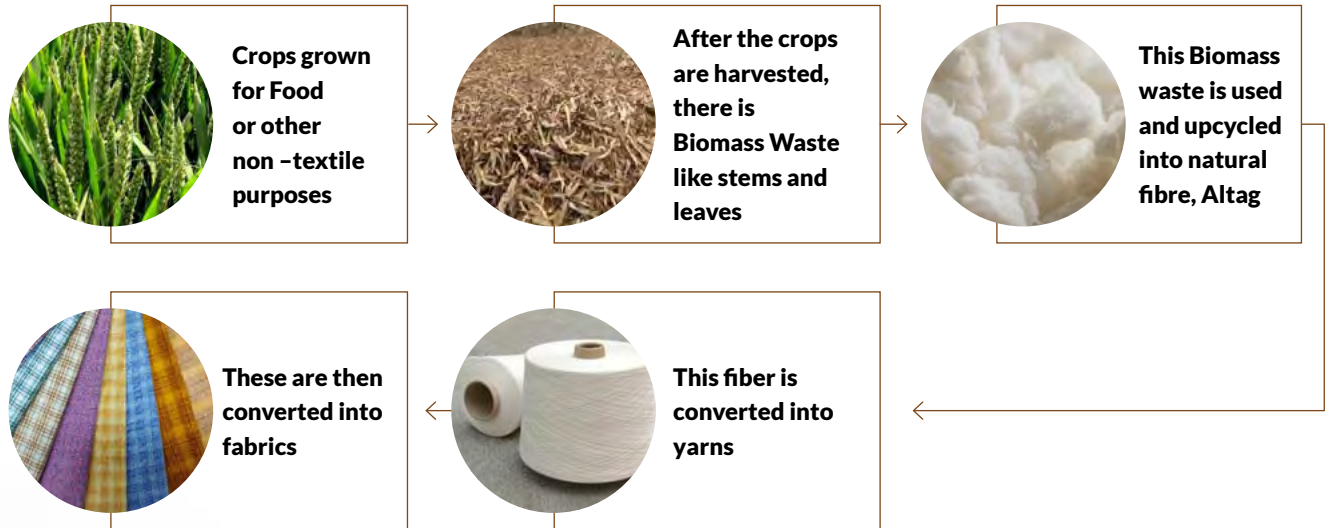 Crops grown
for Food
or other
non –textile
purposes
After the crops
are harvested,
there is
Biomass Waste
like stems and
leaves
This Biomass
waste is used
and upcycled
into natural
fibre, Altag
This fiber is
converted into
yarns
These are then
converted into
fabrics